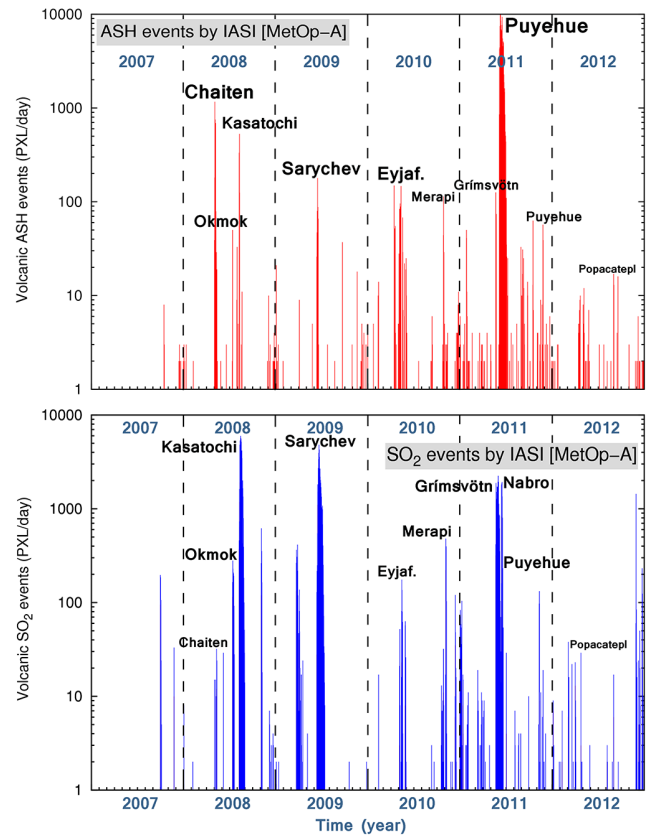 ASH events by IASI [MetOp−A]
Puyehue
2007 2008 2009 2010 2011 2012
Chaiten
Kasatochi
Sarychev
Eyjaf.
Merapi
Grímsvötn
Okmok
Puyehue
Popacatepl
10000
1000
100
10
1
Volcanic ASH events (PXL/day)
10000
1000
100
10
1
Volcanic SO2 events (PXL/day)
2007 2008 2009 2010 2011 2012
Kasatochi
Sarychev
SO2 events by IASI [MetOp−A]
Grímsvötn
Nabro
Okmok
Merapi
Eyjaf.
Puyehue
Chaiten
Popacatepl
2007 2008 2009 2010 2011 2012
Time (year)